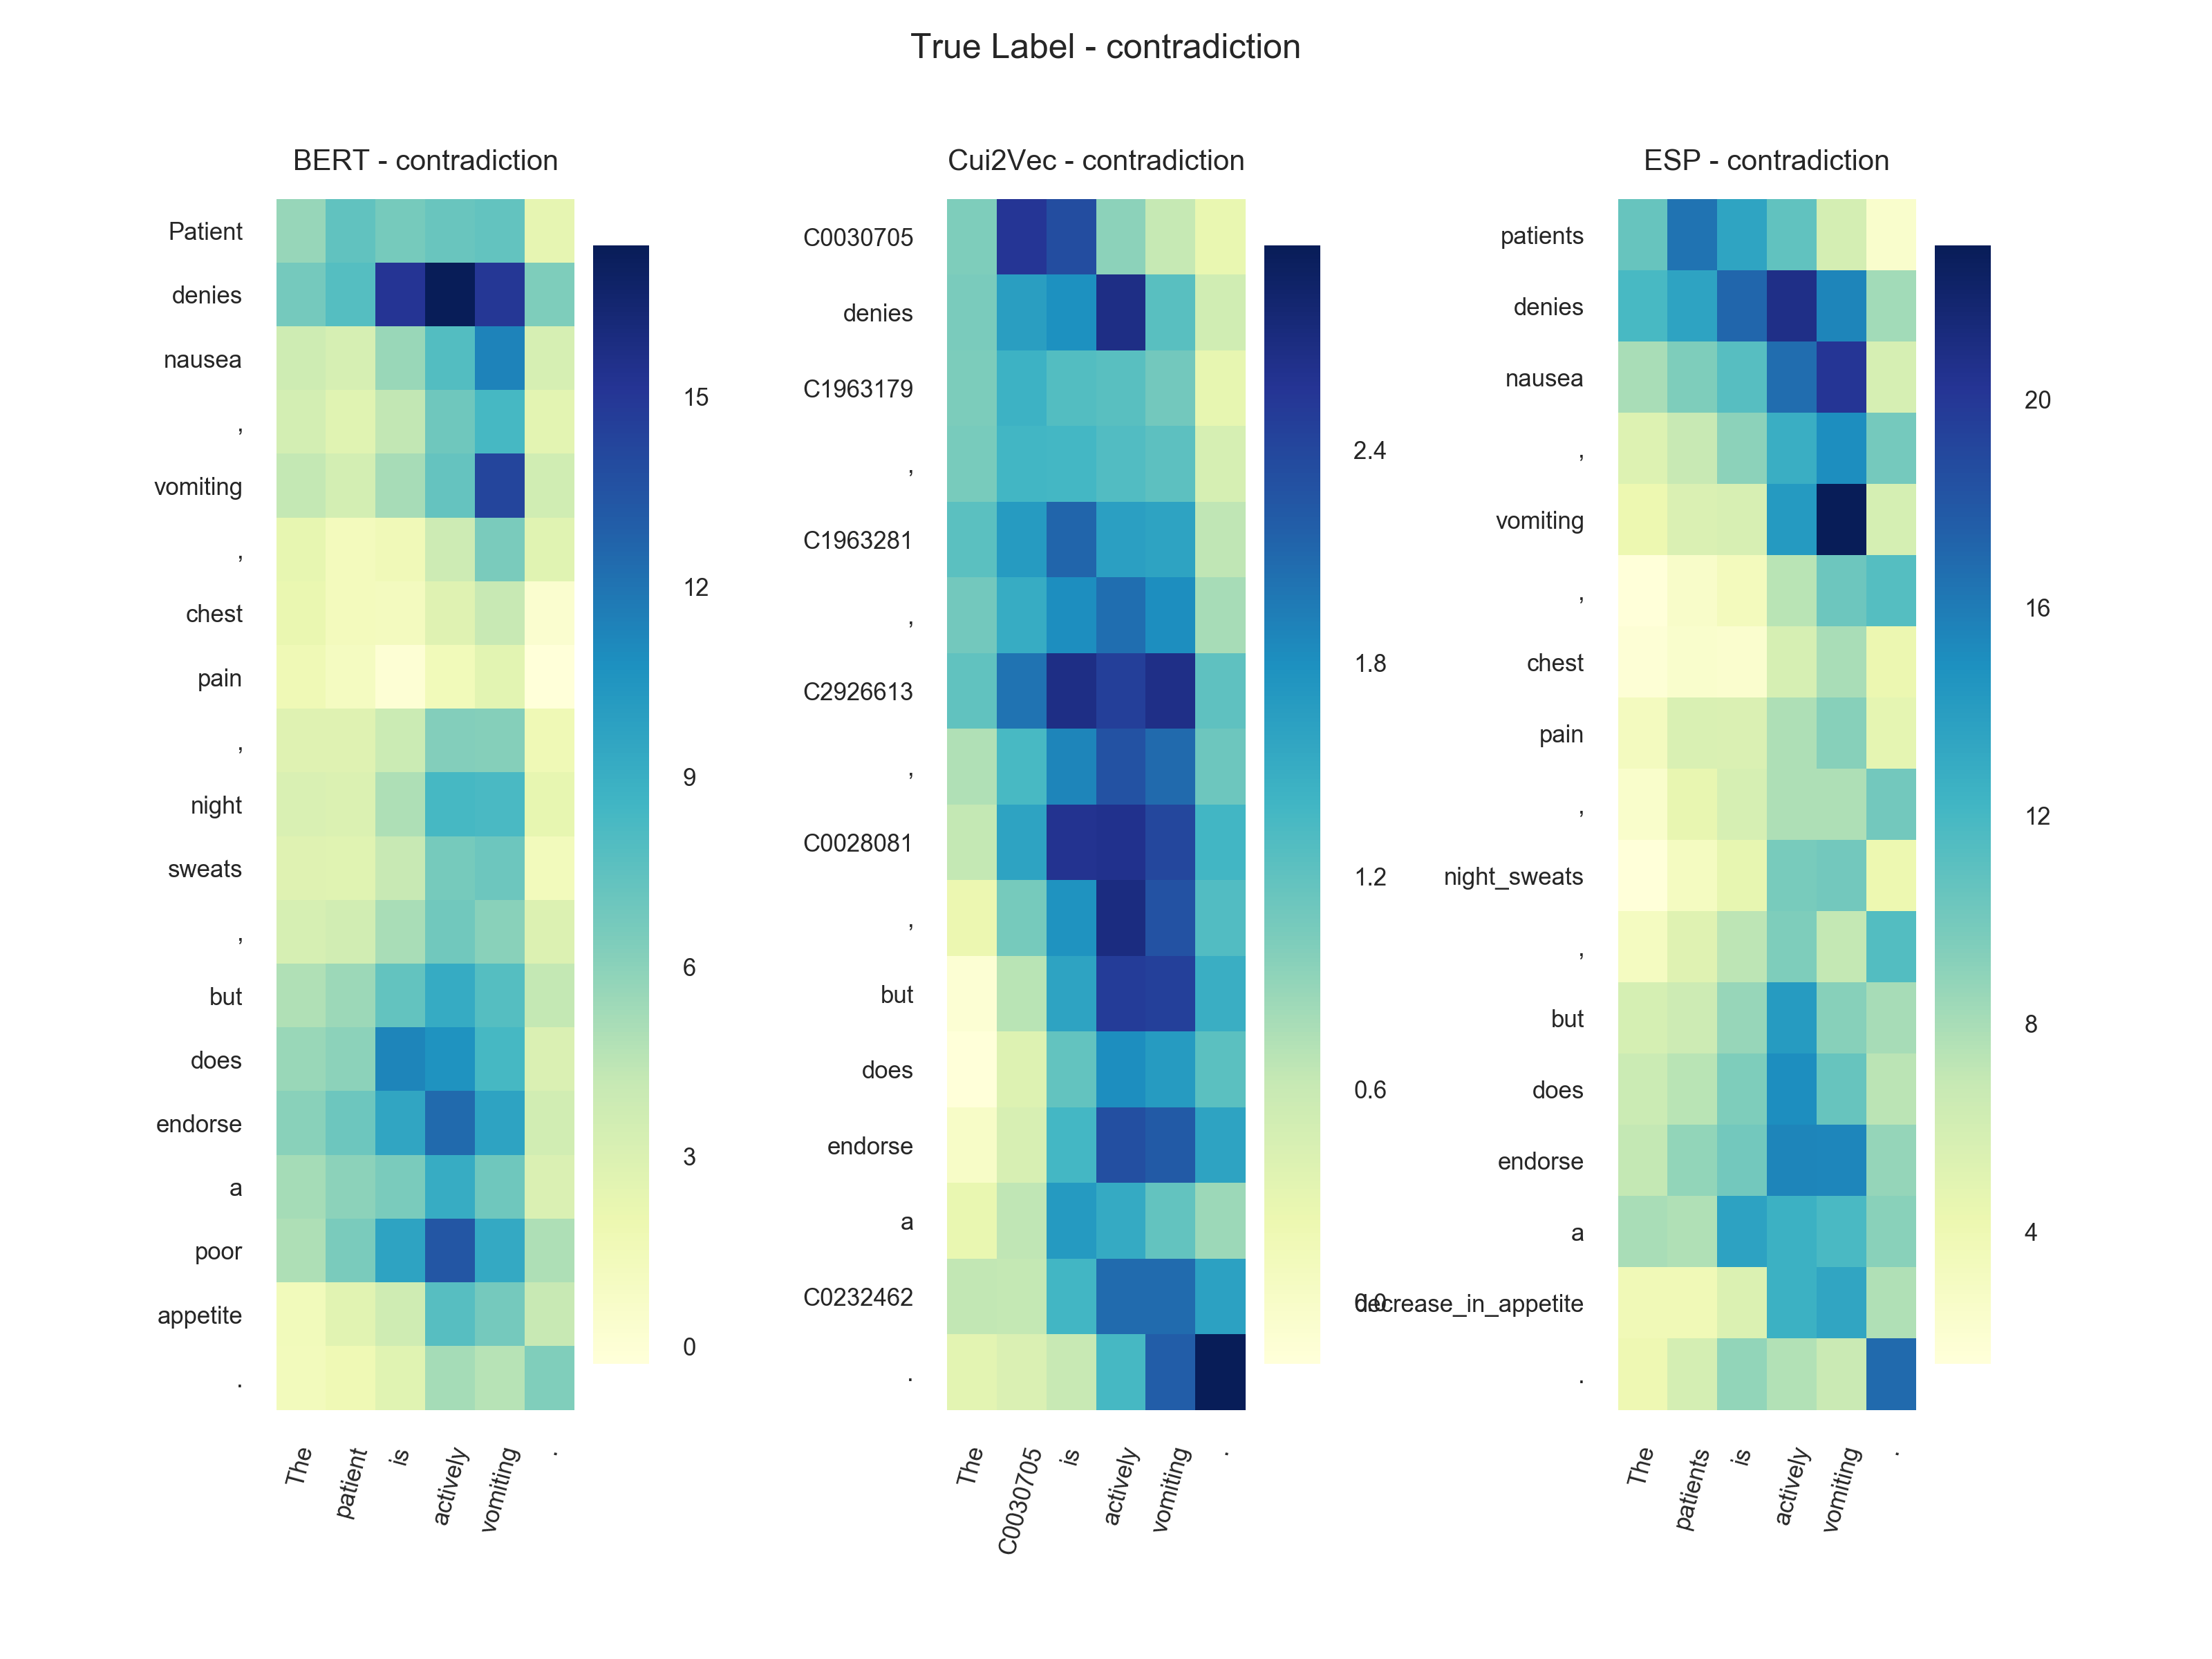 True Label - contradiction
BERT - contradiction
Patient
denies
nausea
,
vomiting
,
chest
pain
,
night
sweats
,
but
does
endorse
a
poor
appetite
.
The
patient
is
actively
vomiting
.
15
12
9
6
3
0
Cui2Vec - contradiction
C0030705
denies
C1963179
,
C1963281
,
C2926613
,
C0028081
,
but
does
endorse
a
C0232462
.
The
C0030705
is
actively
vomiting
.
2.4
1.8
1.2
0.6
0.0
ESP - contradiction
patients
denies
nausea
,
vomiting
,
chest
pain
,
night_sweats
,
but
does
endorse
a
decrease_in_appetite
.
The
patients
is
actively
vomiting
.
20
16
12
8
4